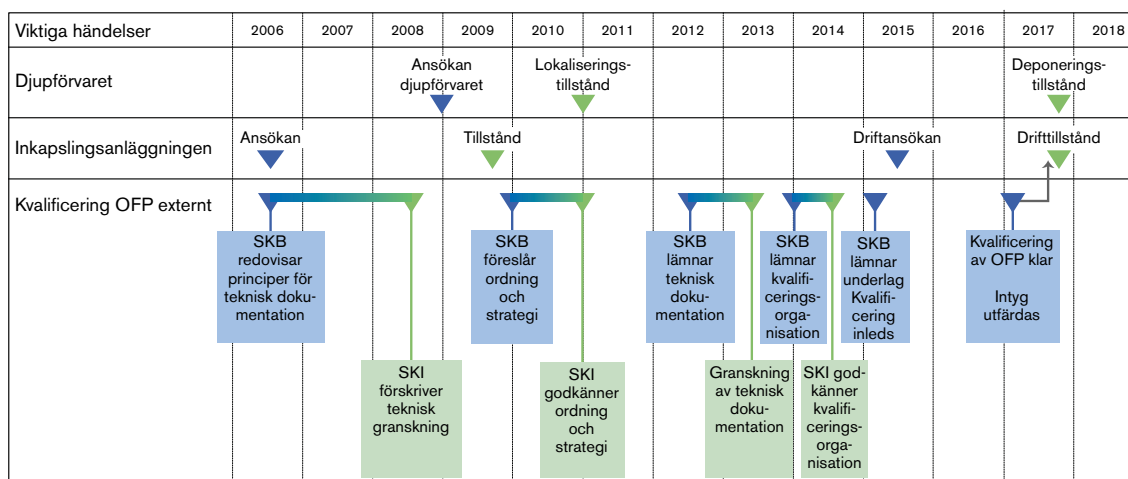 Viktiga händelser 2006 2007 2008 2009 2010 2011 2012 2013 2014 2015 2016 2017 2018
Djupförvaret
Ansökan
djupförvaret
Lokaliserings-
tillstånd
Deponerings-
tillstånd
Inkapslingsanläggningen
Ansökan
Tillstånd
Driftansökan
Drifttillstånd
Kvalificering OFP externt
SKB
redovisar
principer för
teknisk doku-
mentation
SKB
föreslår
ordning
och
strategi
SKB
lämnar
teknisk
doku-
mentation
SKB
lämnar
kvalifi-
cerings-
organisation
SKB
lämnar
underlag
Kvalifi-
cering
inleds
Kvalificering
av OFP klar
Intyg
utfärdas
SKI
förskriver
teknisk
granskning
SKI
godkänner
ordning
och
strategi
Granskning
av teknisk
doku-
mentation
SKI god-
känner
kvalifi-
cerings-
orga-
nisation